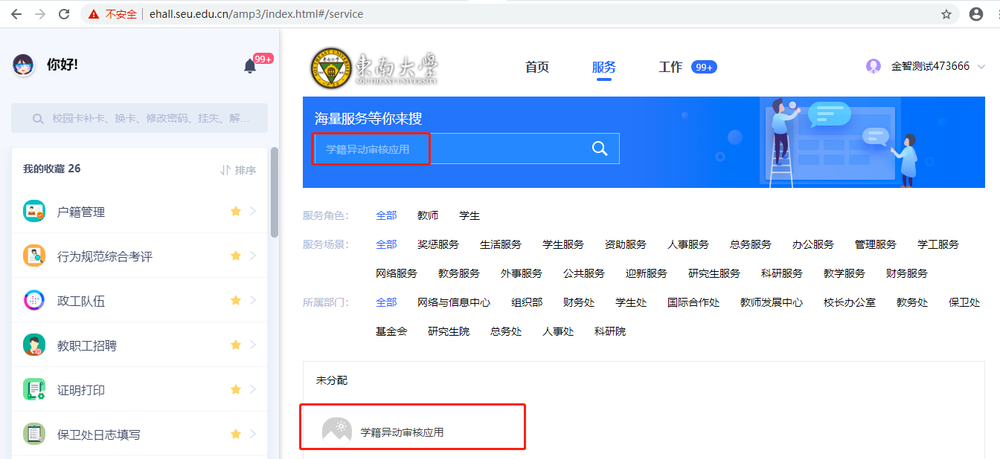 不安全 ehall.seu.edu.cn/amp3/index.html#/service
你好!
99+
東南大學
SOUTHEAST UNIVERSITY
首页 服务 工作 99+
金智测试473666
校园卡补卡、换卡、修改密码、挂失、解...
我的收藏 26 排序
户籍管理
行为规范综合考评
政工队伍
教职工招聘
证明打印
保卫处日志填写
海量服务等你来搜
学籍异动审核应用
服务角色: 全部 教师 学生
服务场景: 全部 奖惩服务 生活服务 学生服务 资助服务 人事服务 总务服务 办公服务 管理服务 学工服务
网络服务 教务服务 外事服务 公共服务 迎新服务 研究生服务 科研服务 教学服务 财务服务
所属部门: 全部 网络与信息中心 组织部 财务处 学生处 国际合作处 教师发展中心 校长办公室 教务处 保卫处
基金会 研究生院 总务处 人事处 科研院
未分配
学籍异动审核应用